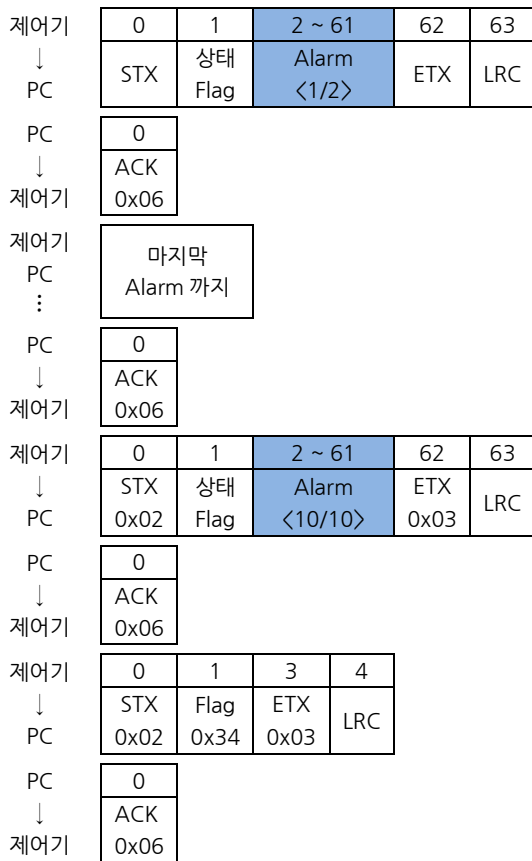 제어기 0 1 2 ~ 61 62 63
↓ STX 상태 Alarm ETX LRC
PC Flag 〈1/2〉
PC 0
↓ ACK
제어기 0x06
제어기 마지막
PC Alarm 까지
⋮
PC 0
↓ ACK
제어기 0x06
제어기 0 1 2 ~ 61 62 63
↓ STX 상태 Alarm ETX LRC
PC 0x02 Flag 〈10/10〉 0x03
PC 0
↓ ACK
제어기 0x06
제어기 0 1 3 4
↓ STX Flag ETX LRC
PC 0x02 0x34 0x03
PC 0
↓ ACK
제어기 0x06